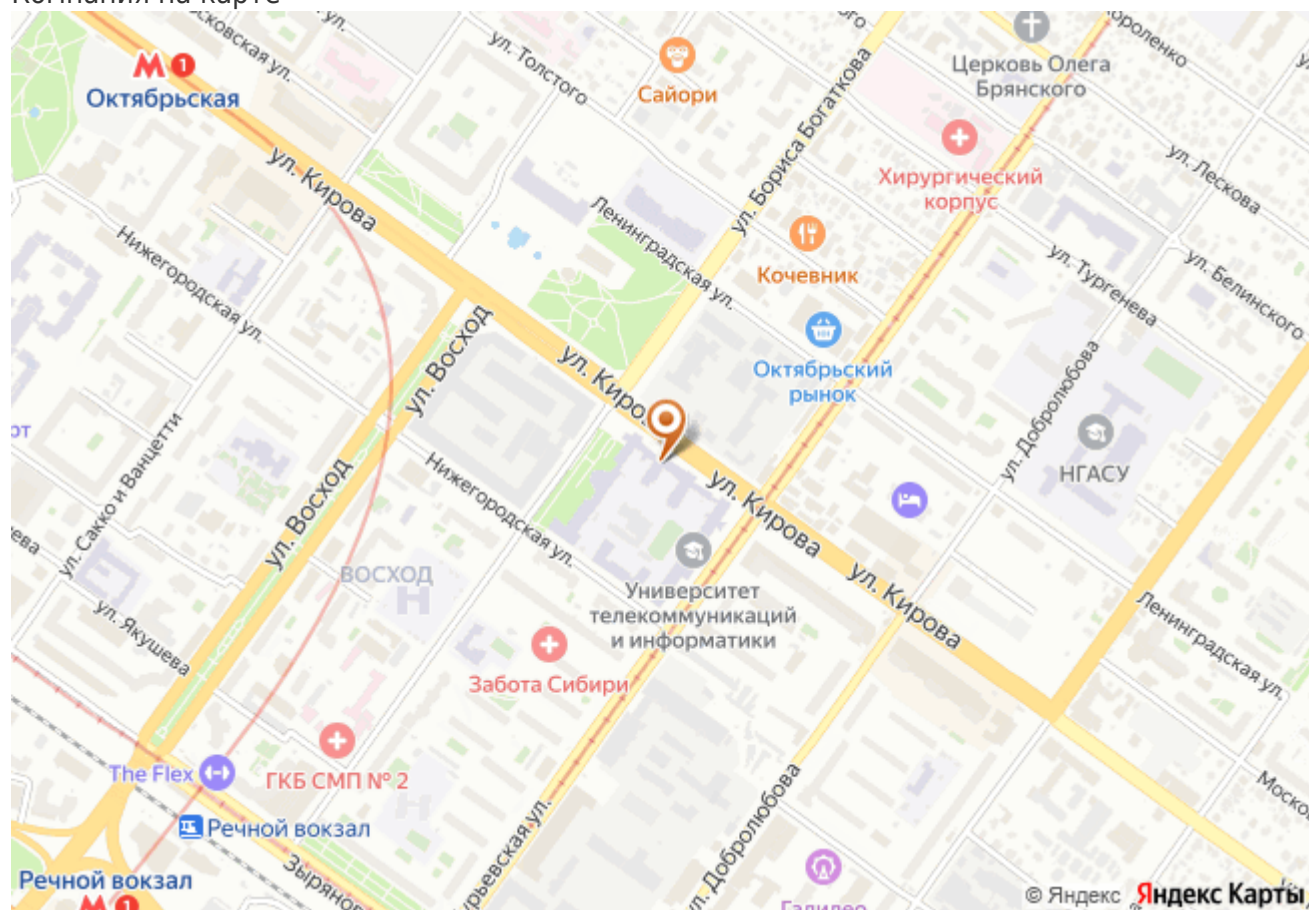 Компания на карте
Октябрьская
ул. Толстого
Сайори
ул. Бориса Богаткова
Церковь Олега
Брянского
Хирургический
корпус
ул. Лескова
ул. Кирова
Ленинградская ул.
Кочевник
ул. Тургенева
ул. Белинского
Нижегородская ул.
ул. Восход
ул. Кирова
Октябрьский
рынок
ул. Добролюбова
НГАСУ
ул. Сакко и Ванцетти
ул. Восход
Нижегородская ул.
ул. Кирова
ВОСХОД
Университет
телекоммуникаций
и информатики
ул. Кирова
Ленинградская ул.
ул. Якушева
Забота Сибири
The Flex
ГКБ СМП № 2
Речной вокзал
ул. Добролюбова
Речной вокзал
© Яндекс Яндекс Карты